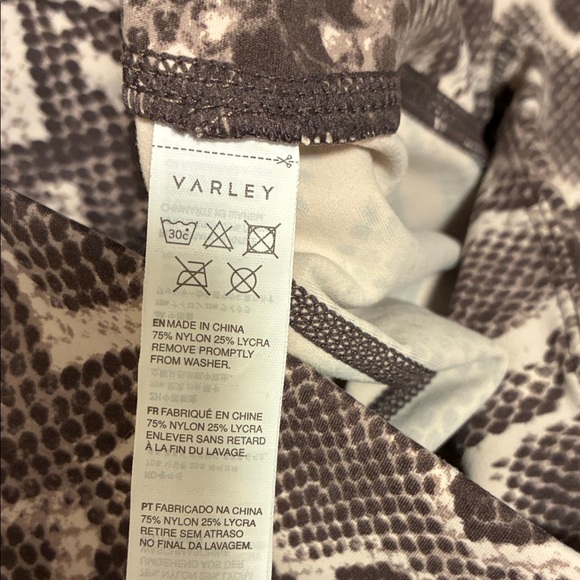 VARLEY
30c
EN MADE IN CHINA
75% NYLON 25% LYCRA
REMOVE PROMPTLY
FROM WASHER.
FR FABRIQUÉ EN CHINE
75% NYLON 25% LYCRA
ENLEVER SANS RETARD
À LA FIN DU LAVAGE.
PT FABRICADO NA CHINA
75% NYLON 25% LYCRA
RETIRE SEM ATRASO
NO FINAL DA LAVAGEM.